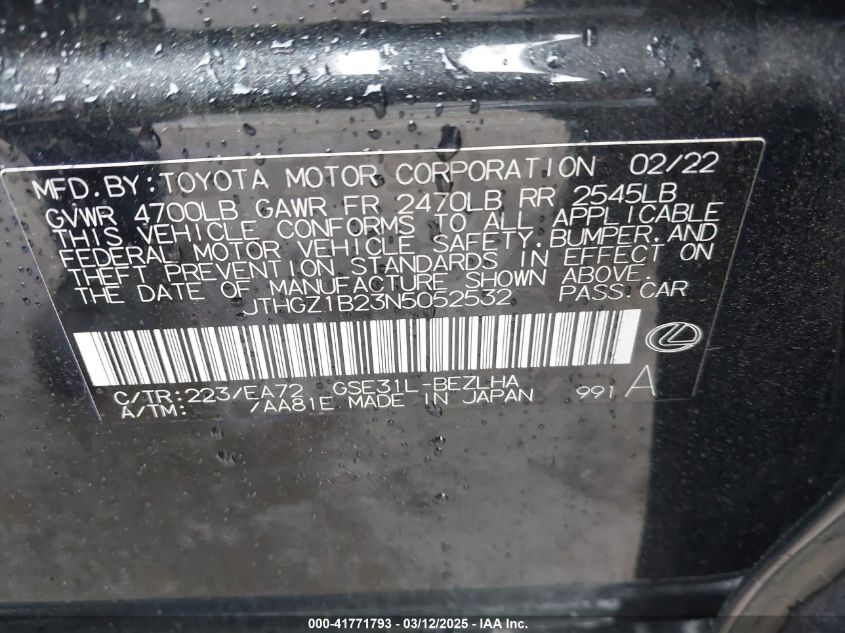 MFD.BY:TOYOTA MOTOR CORPORATION 02/22
GVWR 4700LB GAWR FR 2470LB RR 2545LB
THIS VEHICLE CONFORMS TO ALL APPLICABLE
FEDERAL MOTOR VEHICLE SAFETY,BUMPER,AND
THEFT PREVENTION STANDARDS IN EFFECT ON
THE DATE OF MANUFACTURE SHOWN ABOVE.
JTHGZ1B23N5052532 PASS.CAR
C/TR:223/EA72 GSE31L-BEZLHA 991 A
A/TM: /AA81E MADE IN JAPAN
000-41771793 - 03/12/2025 - IAA Inc.